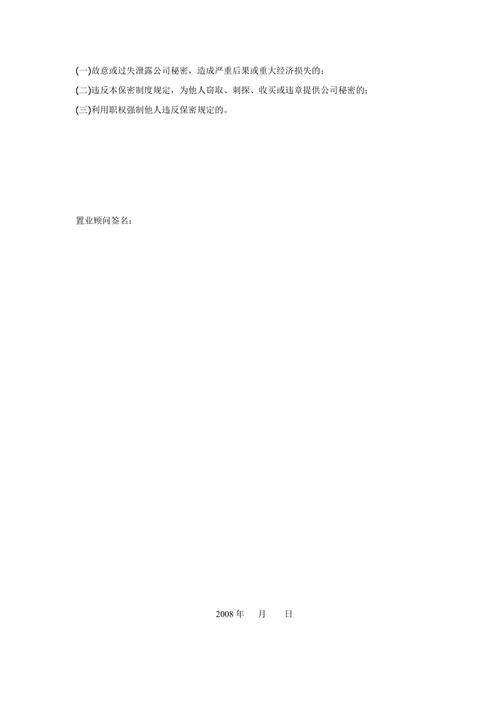 (一)故意或过失泄露公司秘密，造成严重后果或重大经济损失的；
(二)违反本保密制度规定，为他人窃取、刺探、收买或违章提供公司秘密的；
(三)利用职权强制他人违反保密规定的。
置业顾问签名：
2008 年 月 日